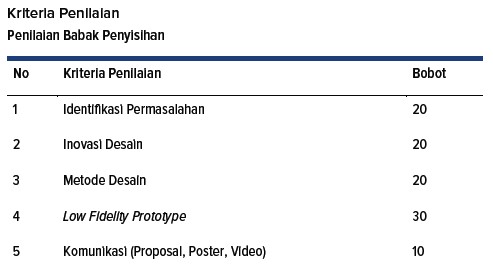 Kriteria Penilaian
Penilaian Babak Penyisihan
No Kriteria Penilaian Bobot
1 Identifikasi Permasalahan 20
2 Inovasi Desain 20
3 Metode Desain 20
4 Low Fidelity Prototype 30
5 Komunikasi (Proposal, Poster, Video) 10